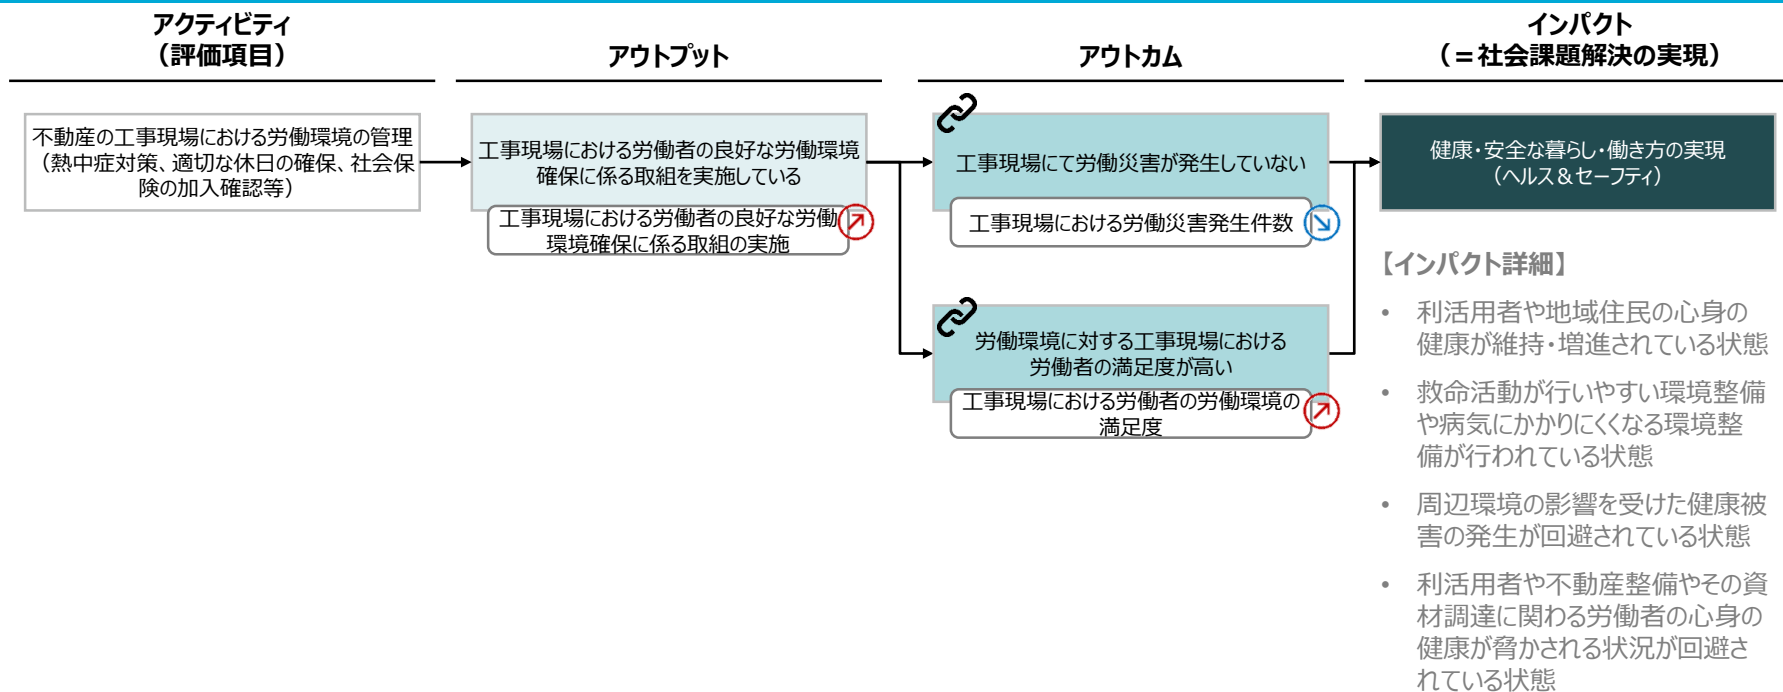 アクティビティ
（評価項目）
アウトプット
アウトカム
インパクト
（＝社会課題解決の実現）
不動産の工事現場における労働環境の管理
（熱中症対策、適切な休日の確保、社会保
険の加入確認等）
工事現場における労働者の良好な労働環境
確保に係る取組を実施している
工事現場における労働者の良好な労働
環境確保に係る取組の実施
工事現場にて労働災害が発生していない
工事現場における労働災害発生件数
労働環境に対する工事現場における
労働者の満足度が高い
工事現場における労働者の労働環境の
満足度
健康・安全な暮らし・働き方の実現
（ヘルス＆セーフティ）
【インパクト詳細】
• 利活用者や地域住民の心身の
健康が維持・増進されている状態
• 救命活動が行いやすい環境整備
や病気にかかりにくくなる環境整
備が行われている状態
• 周辺環境の影響を受けた健康被
害の発生が回避されている状態
• 利活用者や不動産整備やその資
材調達に関わる労働者の心身の
健康が脅かされる状況が回避さ
れている状態